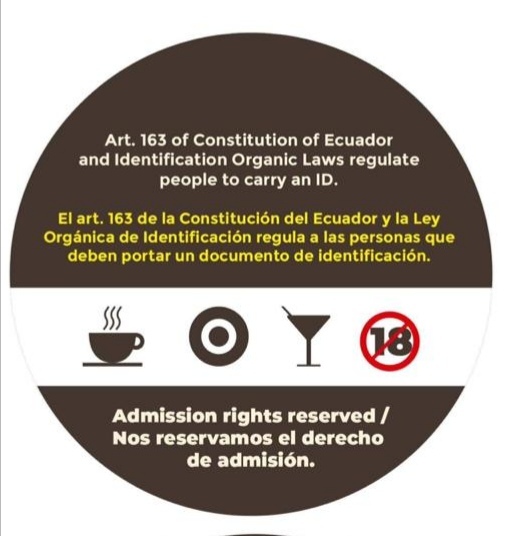 Art. 163 of Constitution of Ecuador
and Identification Organic Laws regulate
people to carry an ID.
El art. 163 de la Constitución del Ecuador y la Ley
Orgánica de Identificación regula a las personas que
deben portar un documento de identificación.
18
Admission rights reserved /
Nos reservamos el derecho
de admisión.